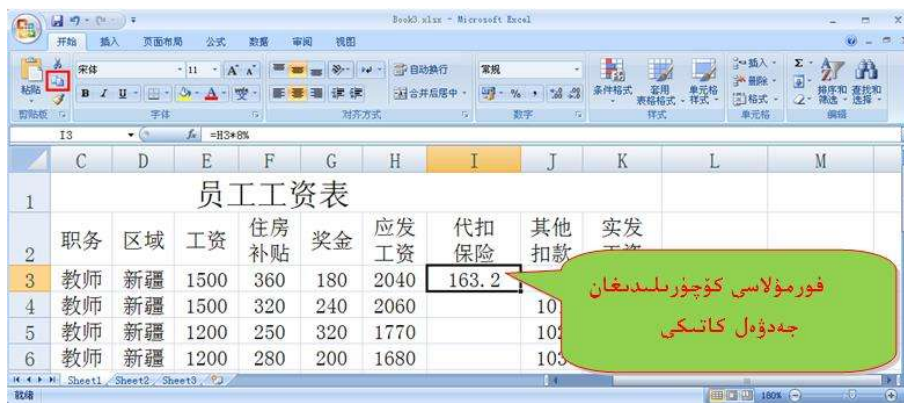 Book3.xlsx - Microsoft Excel
开始 插入 页面布局 公式 数据 审阅 视图
宋体 11 自动换行 常规 插入
粘贴 B I U 合并后居中 % 条件格式 套用 表格格式 单元格 样式 删除 格式 排序和 筛选 查找和 选择
剪贴板 字体 对齐方式 数字 样式 单元格 编辑
I3 fx =H3*8%
C D E F G H I J K L M
1 员工工资表
2 职务 区域 工资 住房补贴 奖金 应发工资 代扣保险 其他扣款 实发
3 教师 新疆 1500 360 180 2040 163.2
4 教师 新疆 1500 320 240 2060
5 教师 新疆 1200 250 320 1770
6 教师 新疆 1200 280 200 1680
فورمۇلاسى كۆچۈرىلىدىغان
جەدۋەل كاتىكى
Sheet1 Sheet2 Sheet3
就绪 180%